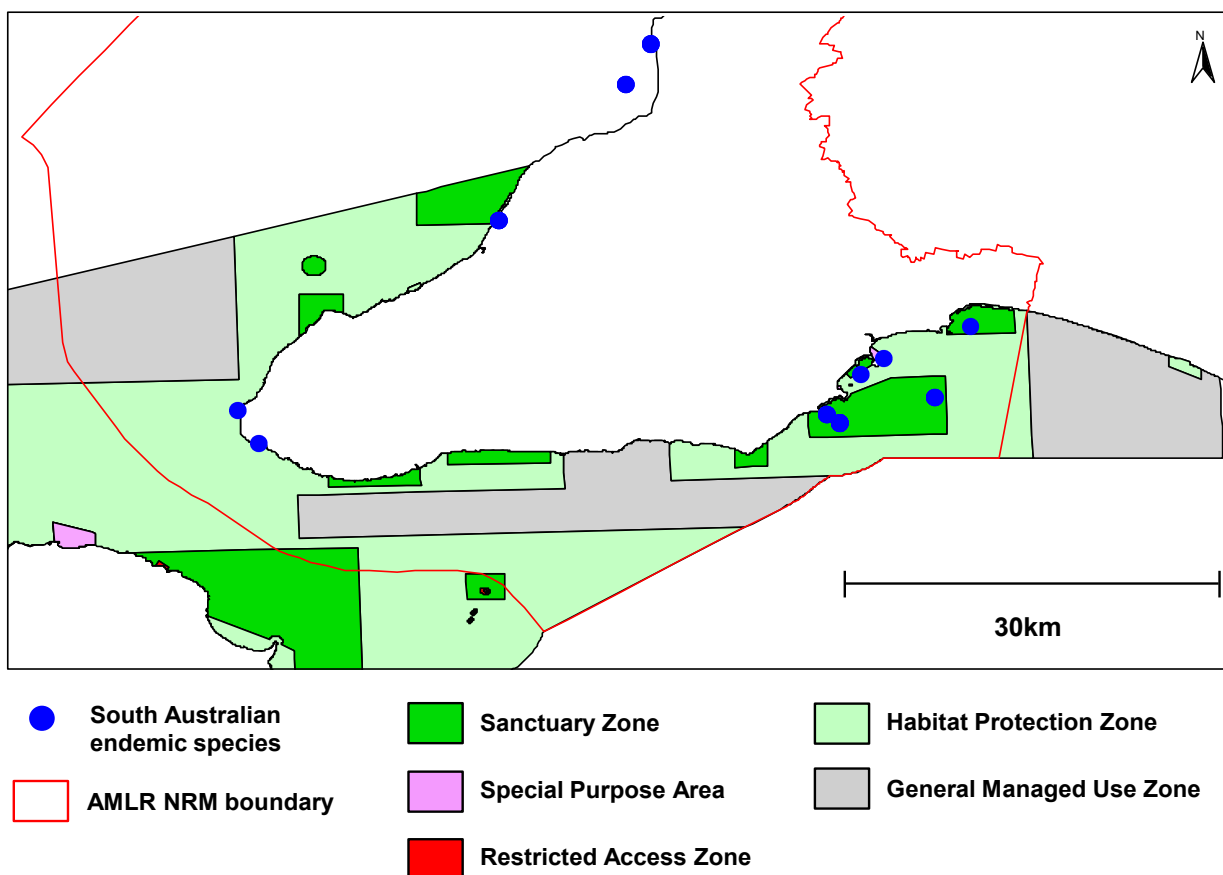 N
30km
South Australian
endemic species
Sanctuary Zone
Habitat Protection Zone
AMLR NRM boundary
Special Purpose Area
General Managed Use Zone
Restricted Access Zone